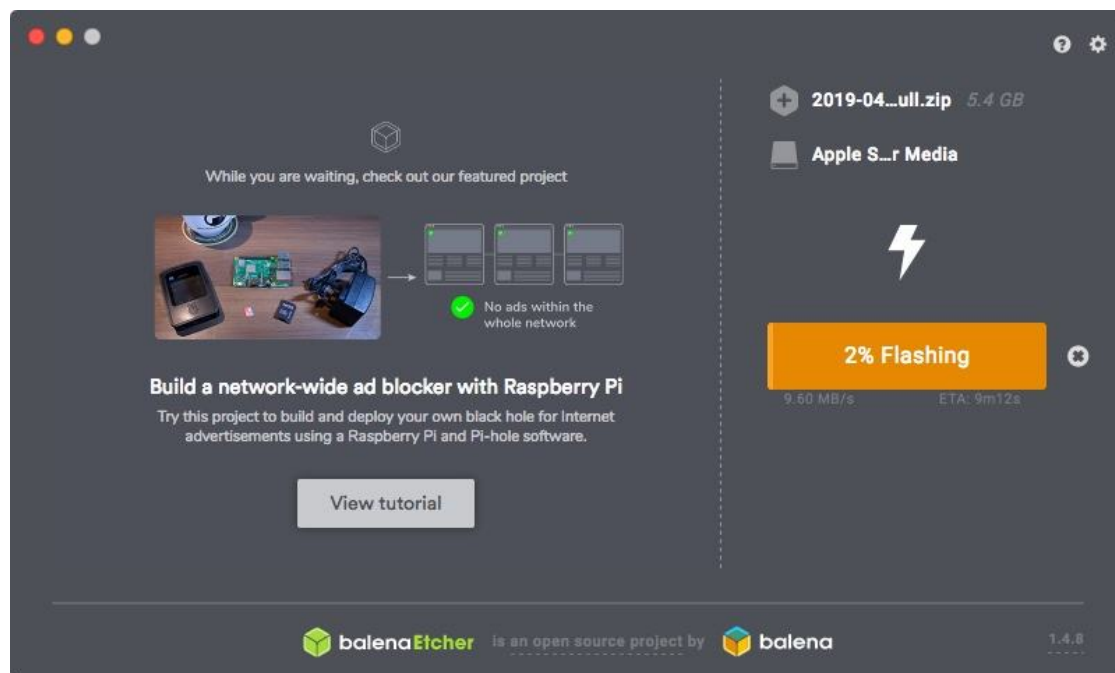 While you are waiting, check out our featured project
No ads within the
whole network
Build a network-wide ad blocker with Raspberry Pi
Try this project to build and deploy your own black hole for Internet
advertisements using a Raspberry Pi and Pi-hole software.
View tutorial
2019-04...ull.zip 5.4 GB
Apple S...r Media
2% Flashing
9.60 MB/s ETA: 9m12s
balenaEtcher is an open source project by balena
1.4.8